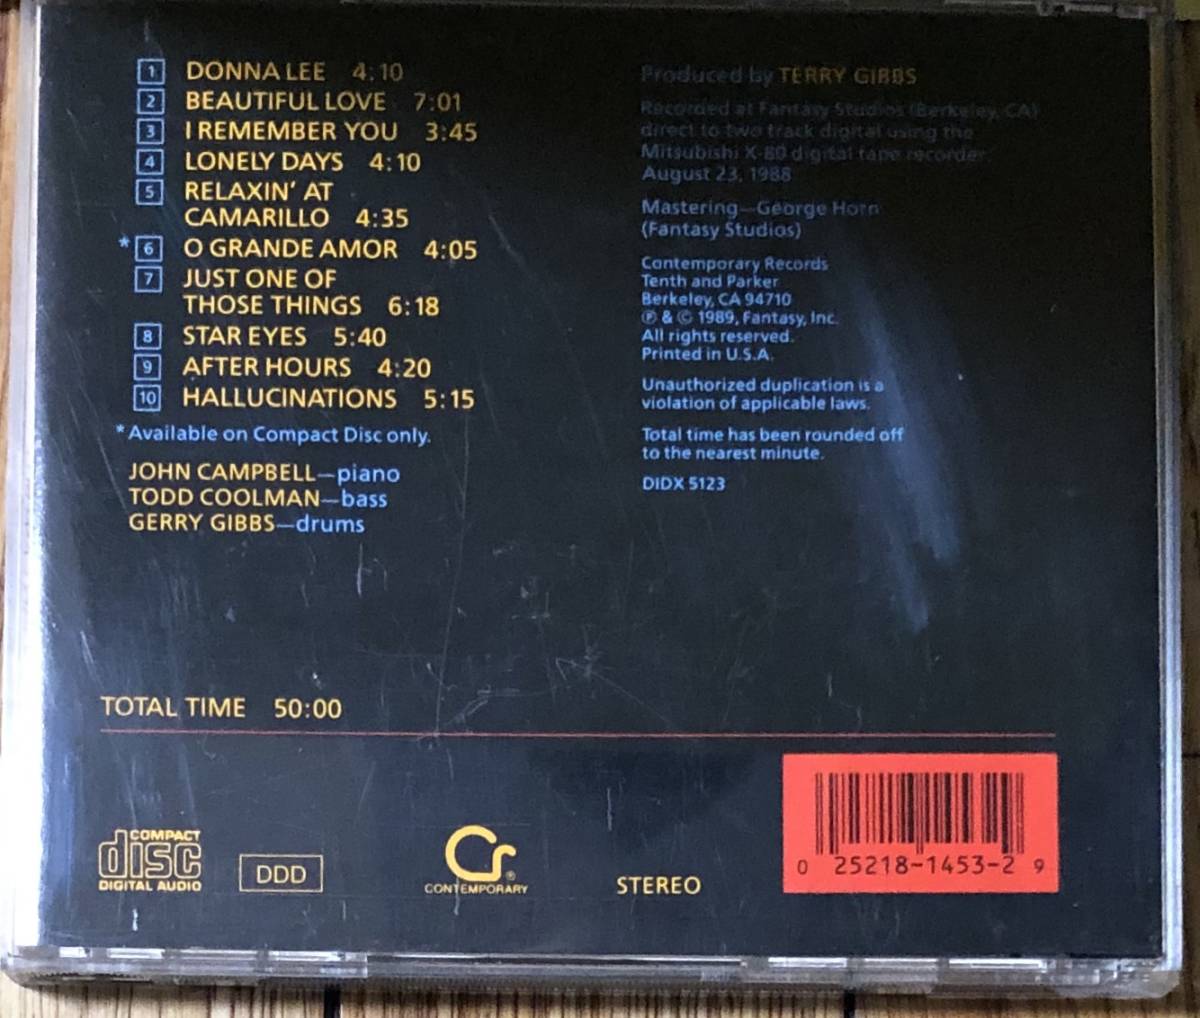 1 DONNA LEE 4:10
2 BEAUTIFUL LOVE 7:01
3 I REMEMBER YOU 3:45
4 LONELY DAYS 4:10
5 RELAXIN' AT
CAMARILLO 4:35
* 6 O GRANDE AMOR 4:05
7 JUST ONE OF
THOSE THINGS 6:18
8 STAR EYES 5:40
9 AFTER HOURS 4:20
10 HALLUCINATIONS 5:15
*Available on Compact Disc only.
JOHN CAMPBELL—piano
TODD COOLMAN—bass
GERRY GIBBS—drums
TOTAL TIME 50:00
Produced by TERRY GIBBS
Recorded at Fantasy Studios (Berkeley, CA)
direct to two track digital using the
Mitsubishi X-80 digital tape recorder
August 23, 1988
Mastering—George Horn
(Fantasy Studios)
Contemporary Records
Tenth and Parker
Berkeley, CA 94710
℗ & © 1989, Fantasy, Inc.
All rights reserved.
Printed in U.S.A.
Unauthorized duplication is a
violation of applicable laws.
Total time has been rounded off
to the nearest minute.
DIDX 5123
COMPACT
disc
DIGITAL AUDIO
DDD
Cr®
CONTEMPORARY
STEREO
0 25218-1453-2 9